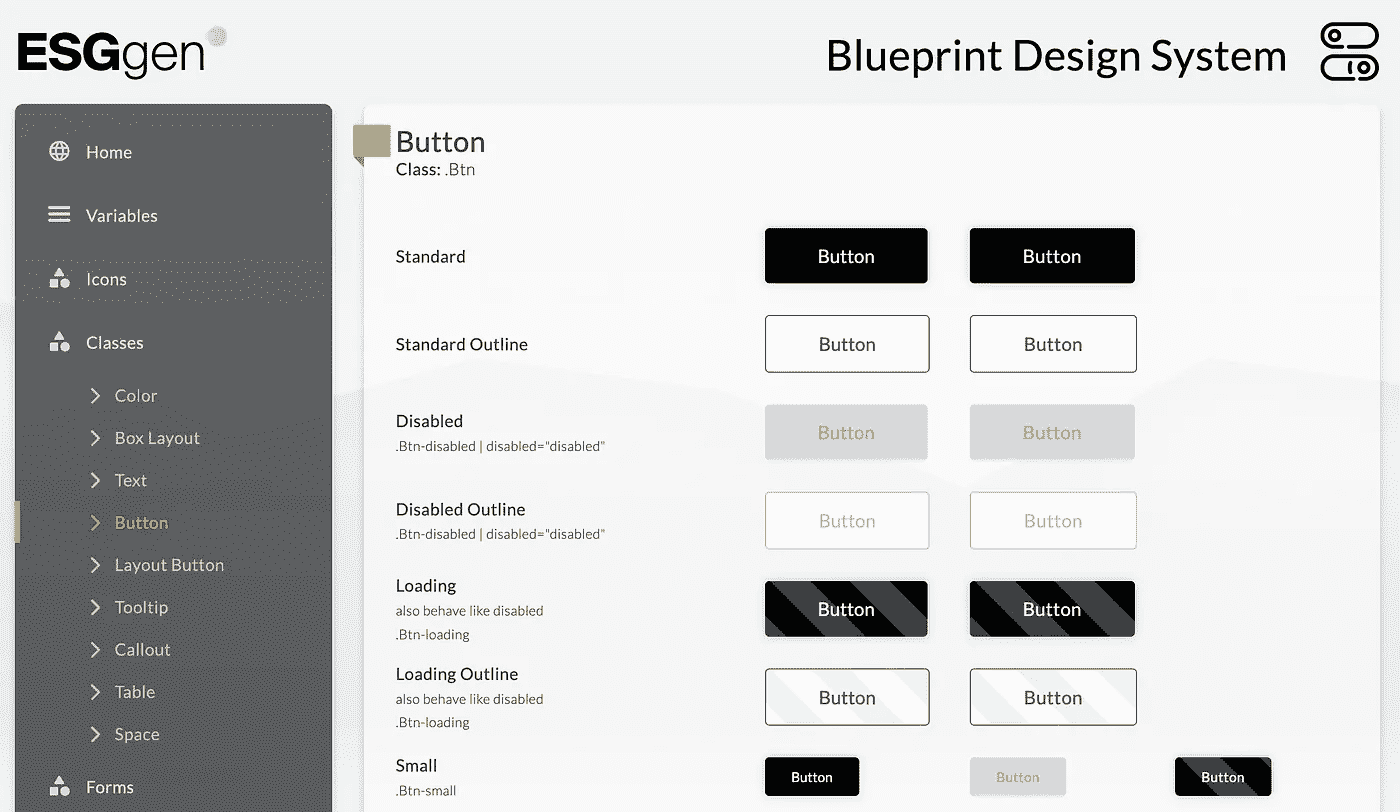 ESGgen
Blueprint Design System
Home
Variables
Icons
Classes
Color
Box Layout
Text
Button
Layout Button
Tooltip
Callout
Table
Space
Forms
Button
Class: .Btn
Standard
Button Button
Standard Outline
Button Button
Disabled
.Btn-disabled | disabled="disabled"
Button Button
Disabled Outline
.Btn-disabled | disabled="disabled"
Button Button
Loading
also behave like disabled
.Btn-loading
Button Button
Loading Outline
also behave like disabled
.Btn-loading
Button Button
Small
.Btn-small
Button Button Button